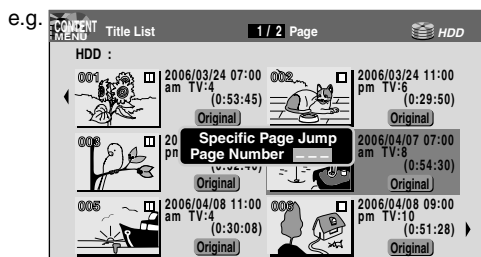 e.g.
CONTENT MENU Title List 1 / 2 Page HDD
HDD :
001 2006/03/24 07:00 am TV:4 (0:53:45) Original
002 2006/03/24 11:00 pm TV:6 (0:29:50) Original
Specific Page Jump
Page Number _ _ _
003 20 pm Original
2006/04/07 07:00 am TV:8 (0:54:30) Original
005 2006/04/08 11:00 am TV:4 (0:30:08) Original
006 2006/04/08 09:00 pm TV:10 (0:51:28) Original